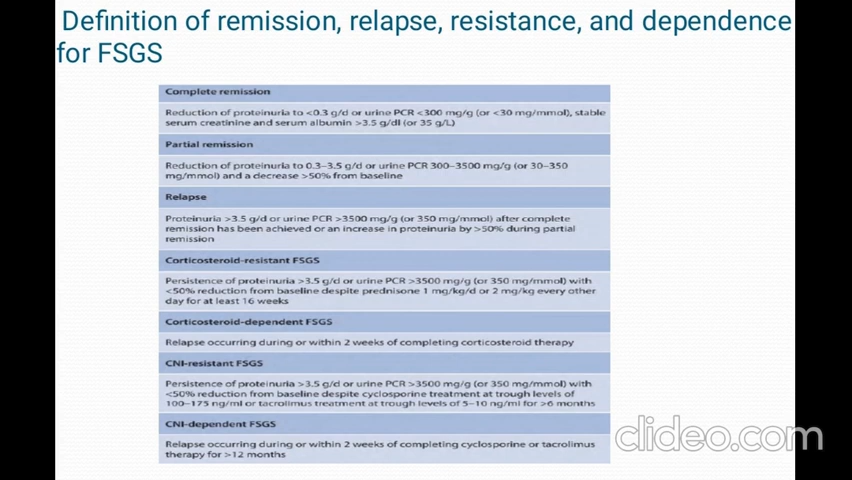 Definition of remission, relapse, resistance, and dependence
for FSGS
Complete remission
Reduction of proteinuria to <0.3 g/d or urine PCR <300 mg/g (or <30 mg/mmol), stable
serum creatinine and serum albumin >3.5 g/dl (or 35 g/L)
Partial remission
Reduction of proteinuria to 0.3–3.5 g/d or urine PCR 300–3500 mg/g (or 30–350
mg/mmol) and a decrease >50% from baseline
Relapse
Proteinuria >3.5 g/d or urine PCR >3500 mg/g (or 350 mg/mmol) after complete
remission has been achieved or an increase in proteinuria by >50% during partial
remission
Corticosteroid-resistant FSGS
Persistence of proteinuria >3.5 g/d or urine PCR >3500 mg/g (or 350 mg/mmol) with
<50% reduction from baseline despite prednisone 1 mg/kg/d or 2 mg/kg every other
day for at least 16 weeks
Corticosteroid-dependent FSGS
Relapse occurring during or within 2 weeks of completing corticosteroid therapy
CNI-resistant FSGS
Persistence of proteinuria >3.5 g/d or urine PCR >3500 mg/g (or 350 mg/mmol) with
<50% reduction from baseline despite cyclosporine treatment at trough levels of
100–175 ng/ml or tacrolimus treatment at trough levels of 5–10 ng/ml for >6 months
CNI-dependent FSGS
Relapse occurring during or within 2 weeks of completing cyclosporine or tacrolimus
therapy for >12 months
clideo.com